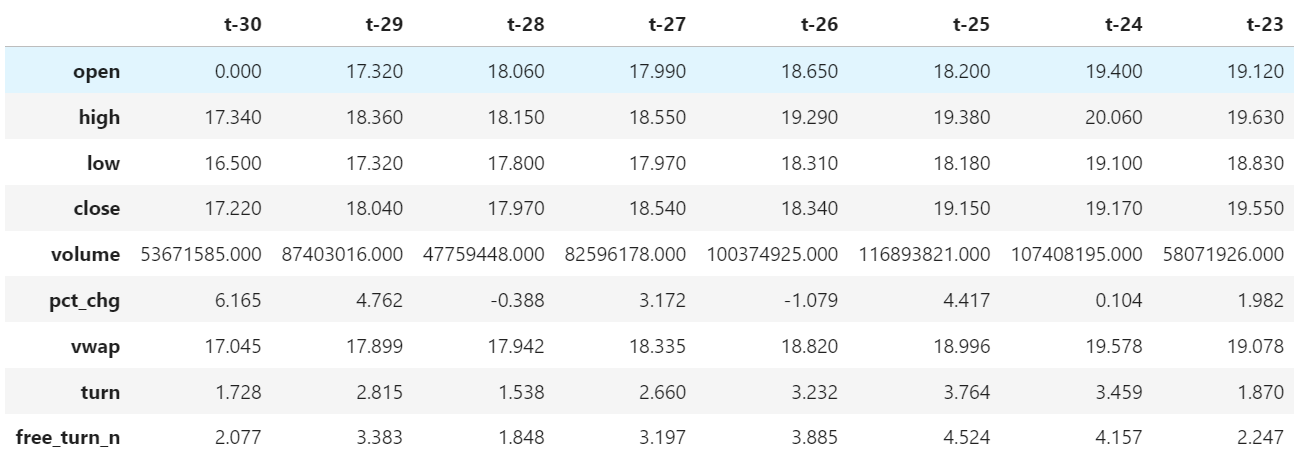 t-30 t-29 t-28 t-27 t-26 t-25 t-24 t-23
open 0.000 17.320 18.060 17.990 18.650 18.200 19.400 19.120
high 17.340 18.360 18.150 18.550 19.290 19.380 20.060 19.630
low 16.500 17.320 17.800 17.970 18.310 18.180 19.100 18.830
close 17.220 18.040 17.970 18.540 18.340 19.150 19.170 19.550
volume 53671585.000 87403016.000 47759448.000 82596178.000 100374925.000 116893821.000 107408195.000 58071926.000
pct_chg 6.165 4.762 -0.388 3.172 -1.079 4.417 0.104 1.982
vwap 17.045 17.899 17.942 18.335 18.820 18.996 19.578 19.078
turn 1.728 2.815 1.538 2.660 3.232 3.764 3.459 1.870
free_turn_n 2.077 3.383 1.848 3.197 3.885 4.524 4.157 2.247